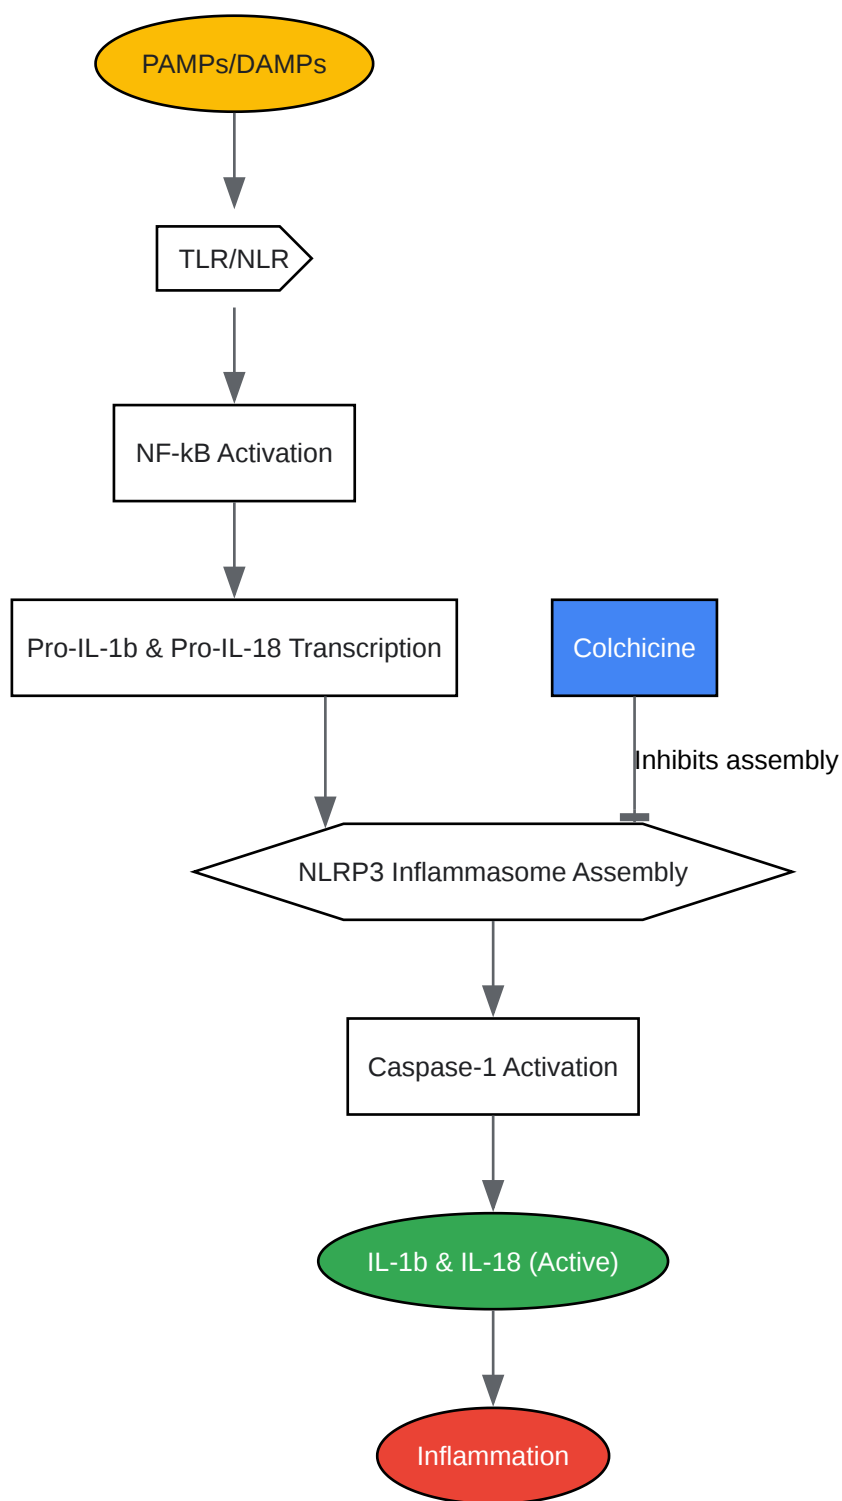 PAMPs/DAMPs
TLR/NLR
NF-kB Activation
Pro-IL-1b & Pro-IL-18 Transcription
Colchicine
Inhibits assembly
NLRP3 Inflammasome Assembly
Caspase-1 Activation
IL-1b & IL-18 (Active)
Inflammation